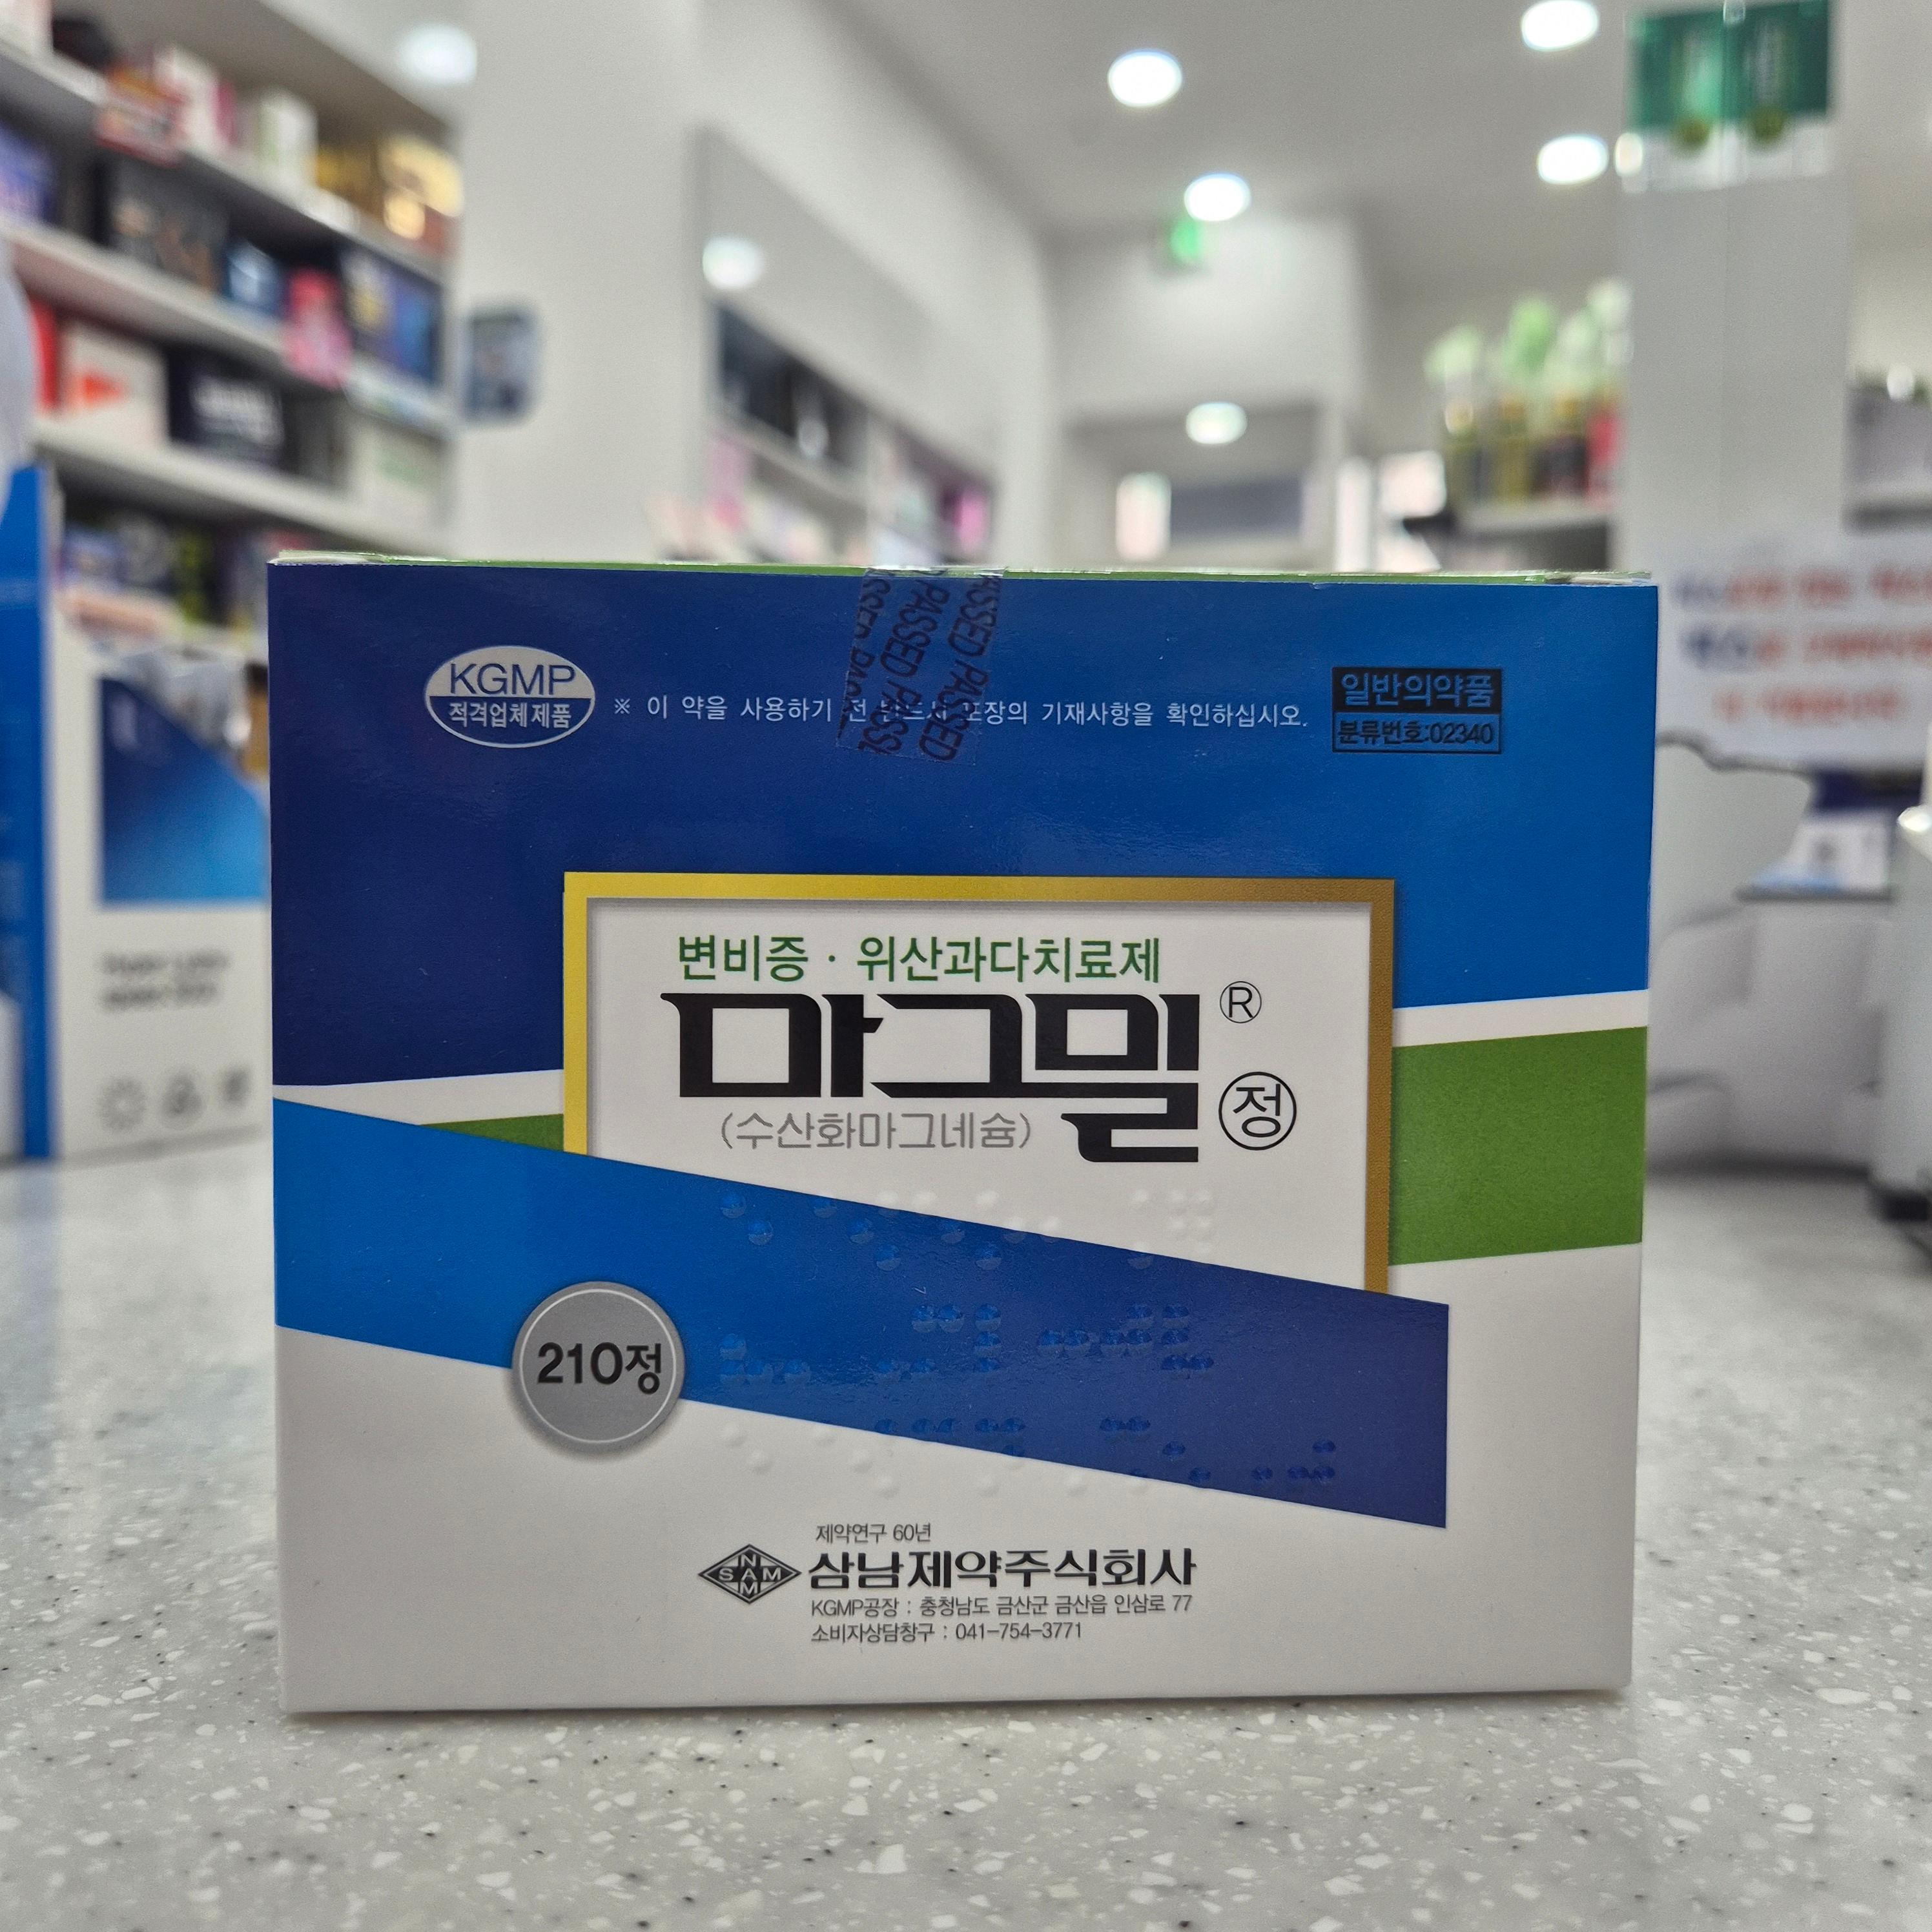 KGMP
적격업체제품
※ 이 약을 사용하기 전 반드시 포장의 기재사항을 확인하십시오.
PASSED PASSED
일반의약품
분류번호:02340
변비증 · 위산과다치료제
마그밀®
정
(수산화마그네슘)
210정
제약연구 60년
SAMNAM
삼남제약주식회사
KGMP공장 : 충청남도 금산군 금산읍 인삼로 77
소비자상담창구 : 041-754-3771